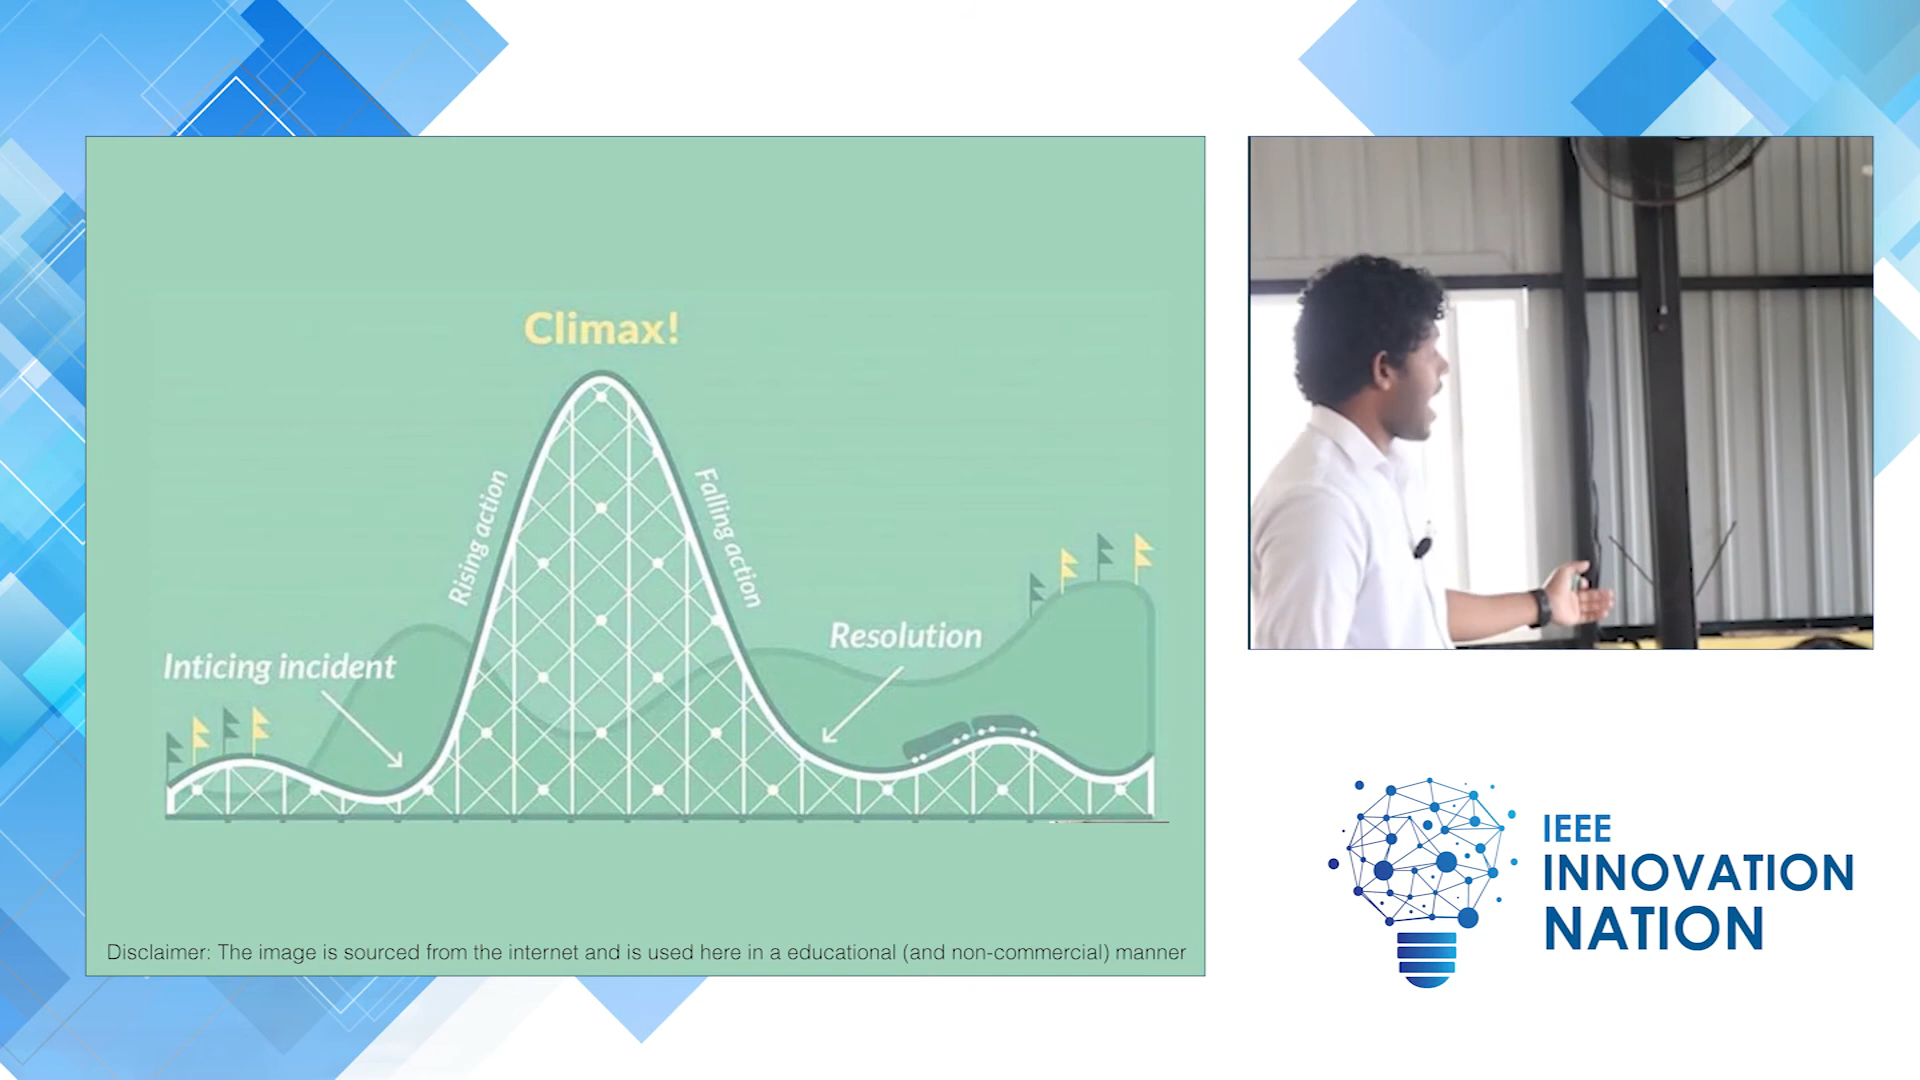 Climax!
Rising action
Falling action
Inticing incident
Resolution
Disclaimer: The image is sourced from the internet and is used here in a educational (and non-commercial) manner
IEEE
INNOVATION
NATION